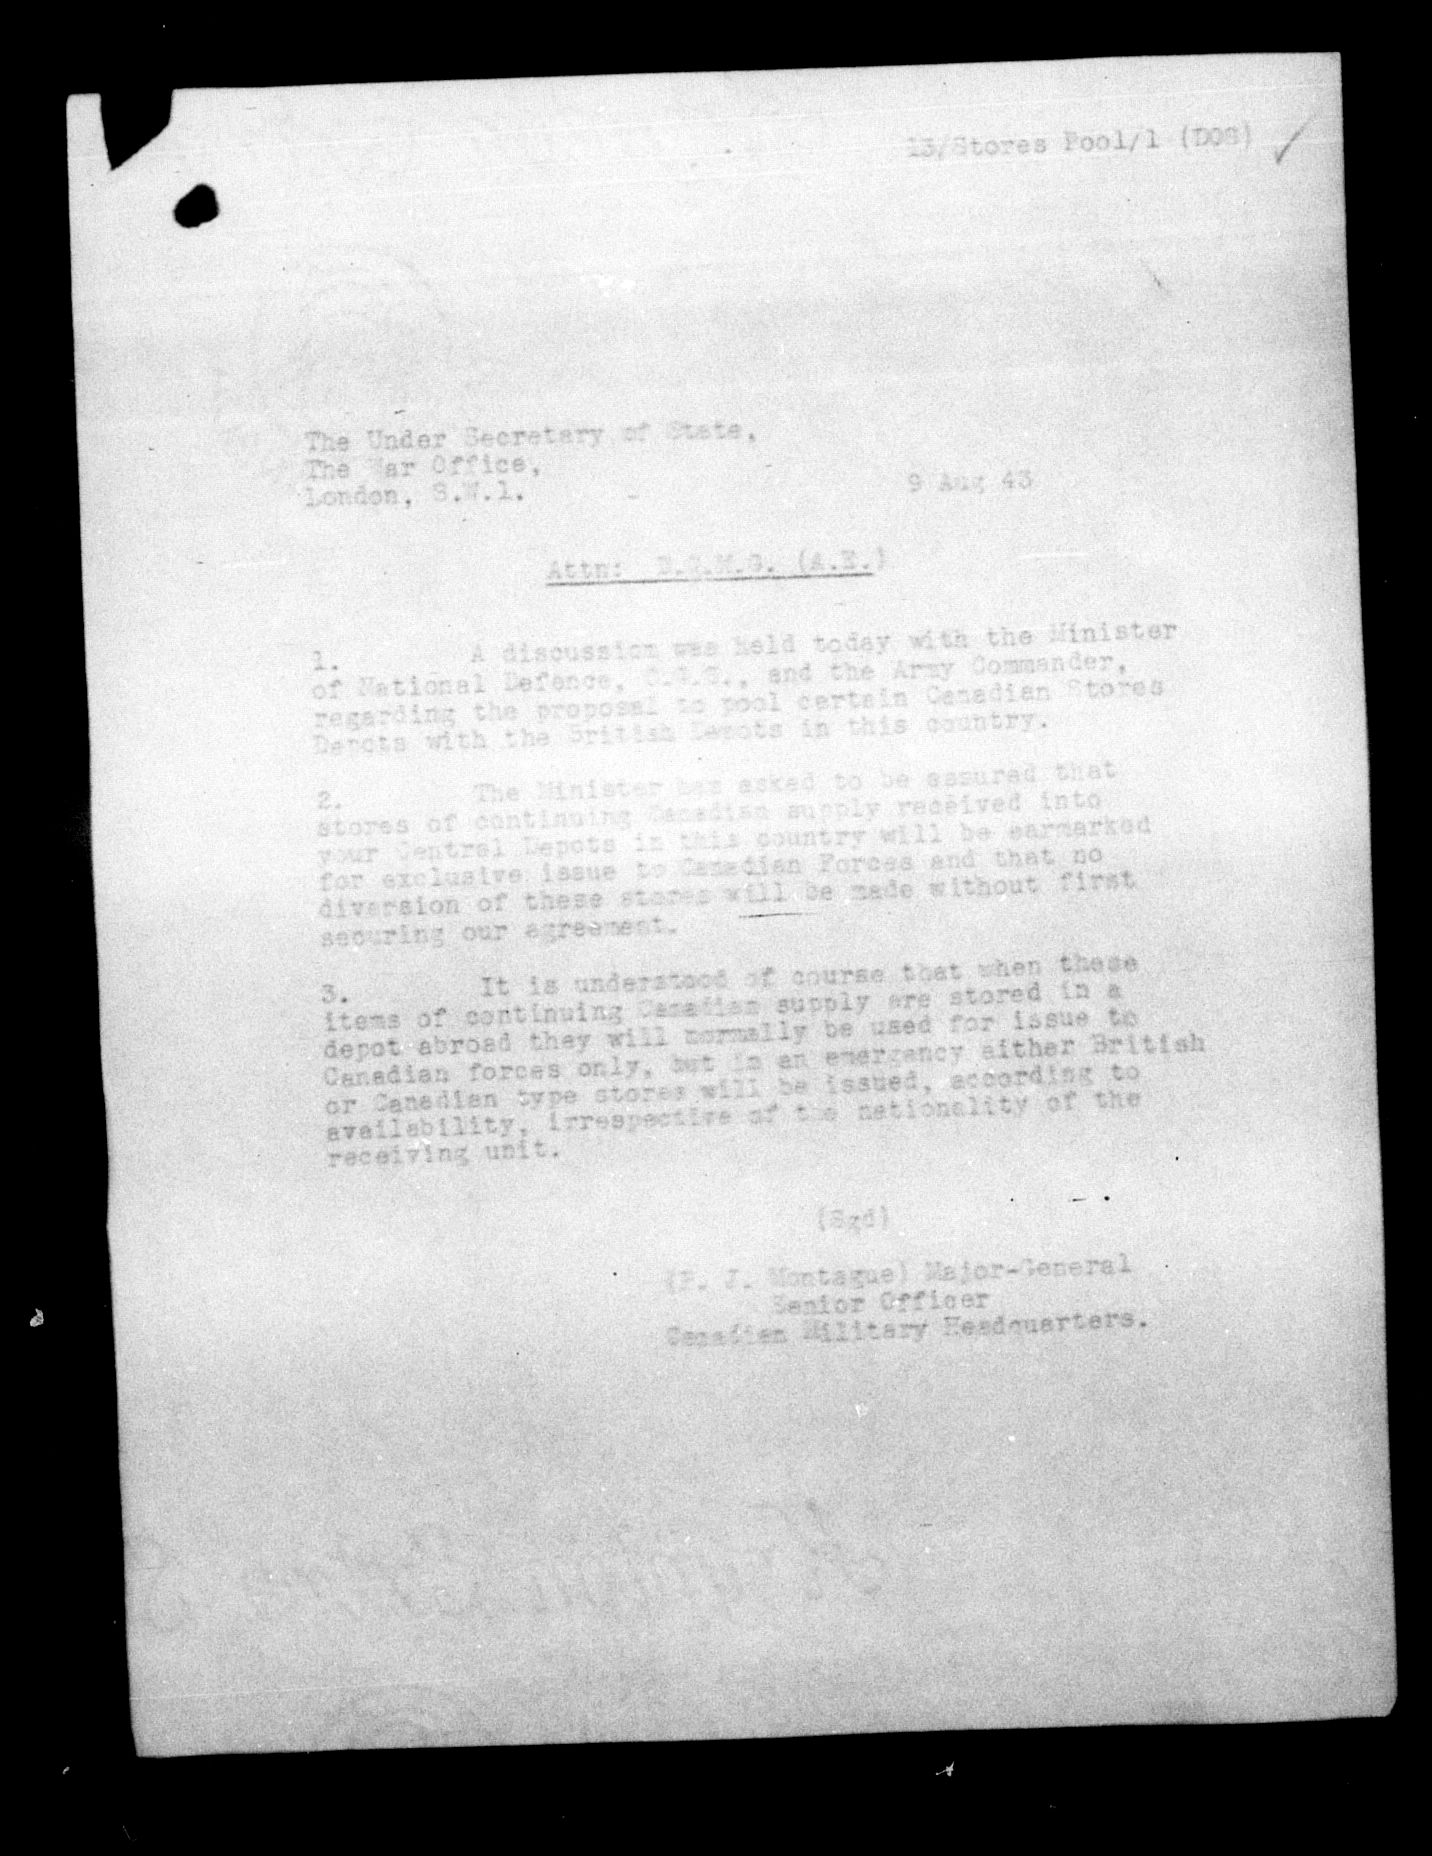 13/Stores Pool/1 (DOS)
The Under Secretary of State,
The War Office,
London, S.W.1.
9 Aug 43
Attn: D.Q.M.G. (A.E.)
1. A discussion was held today with the Minister
of National Defence, C.G.S., and the Army Commander,
regarding the proposal to pool certain Canadian Stores
Depots with the British Depots in this country.
2. The Minister has asked to be assured that
stores of continuing Canadian supply received into
your Central Depots in this country will be earmarked
for exclusive issue to Canadian Forces and that no
diversion of these stores will be made without first
securing our agreement.
3. It is understood of course that when these
items of continuing Canadian supply are stored in a
depot abroad they will normally be used for issue to
Canadian forces only, but in an emergency either British
or Canadian type stores will be issued, according to
availability, irrespective of the nationality of the
receiving unit.
(Sgd)
(P. J. Montague) Major-General
Senior Officer
Canadian Military Headquarters.